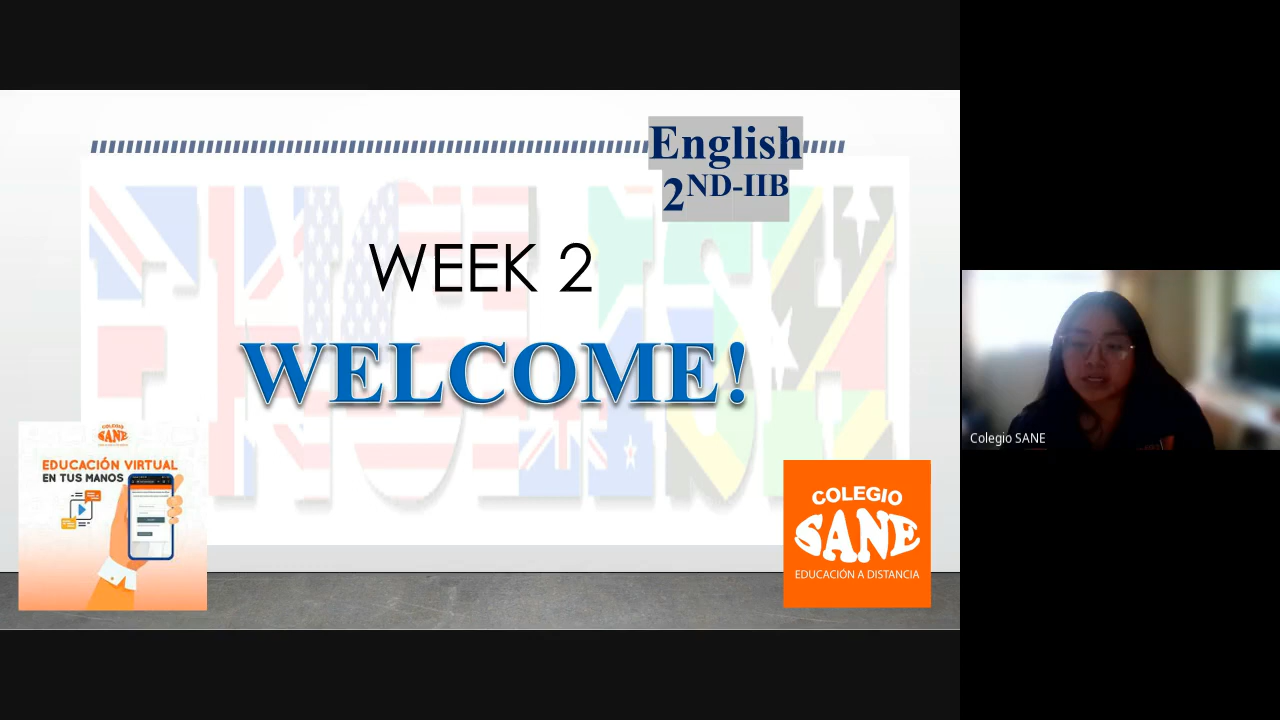 English
2ND-IIB
WEEK 2
WELCOME!
COLEGIO
SANE
EDUCACIÓN VIRTUAL
EN TUS MANOS
COLEGIO
SANE
EDUCACIÓN A DISTANCIA
Colegio SANE